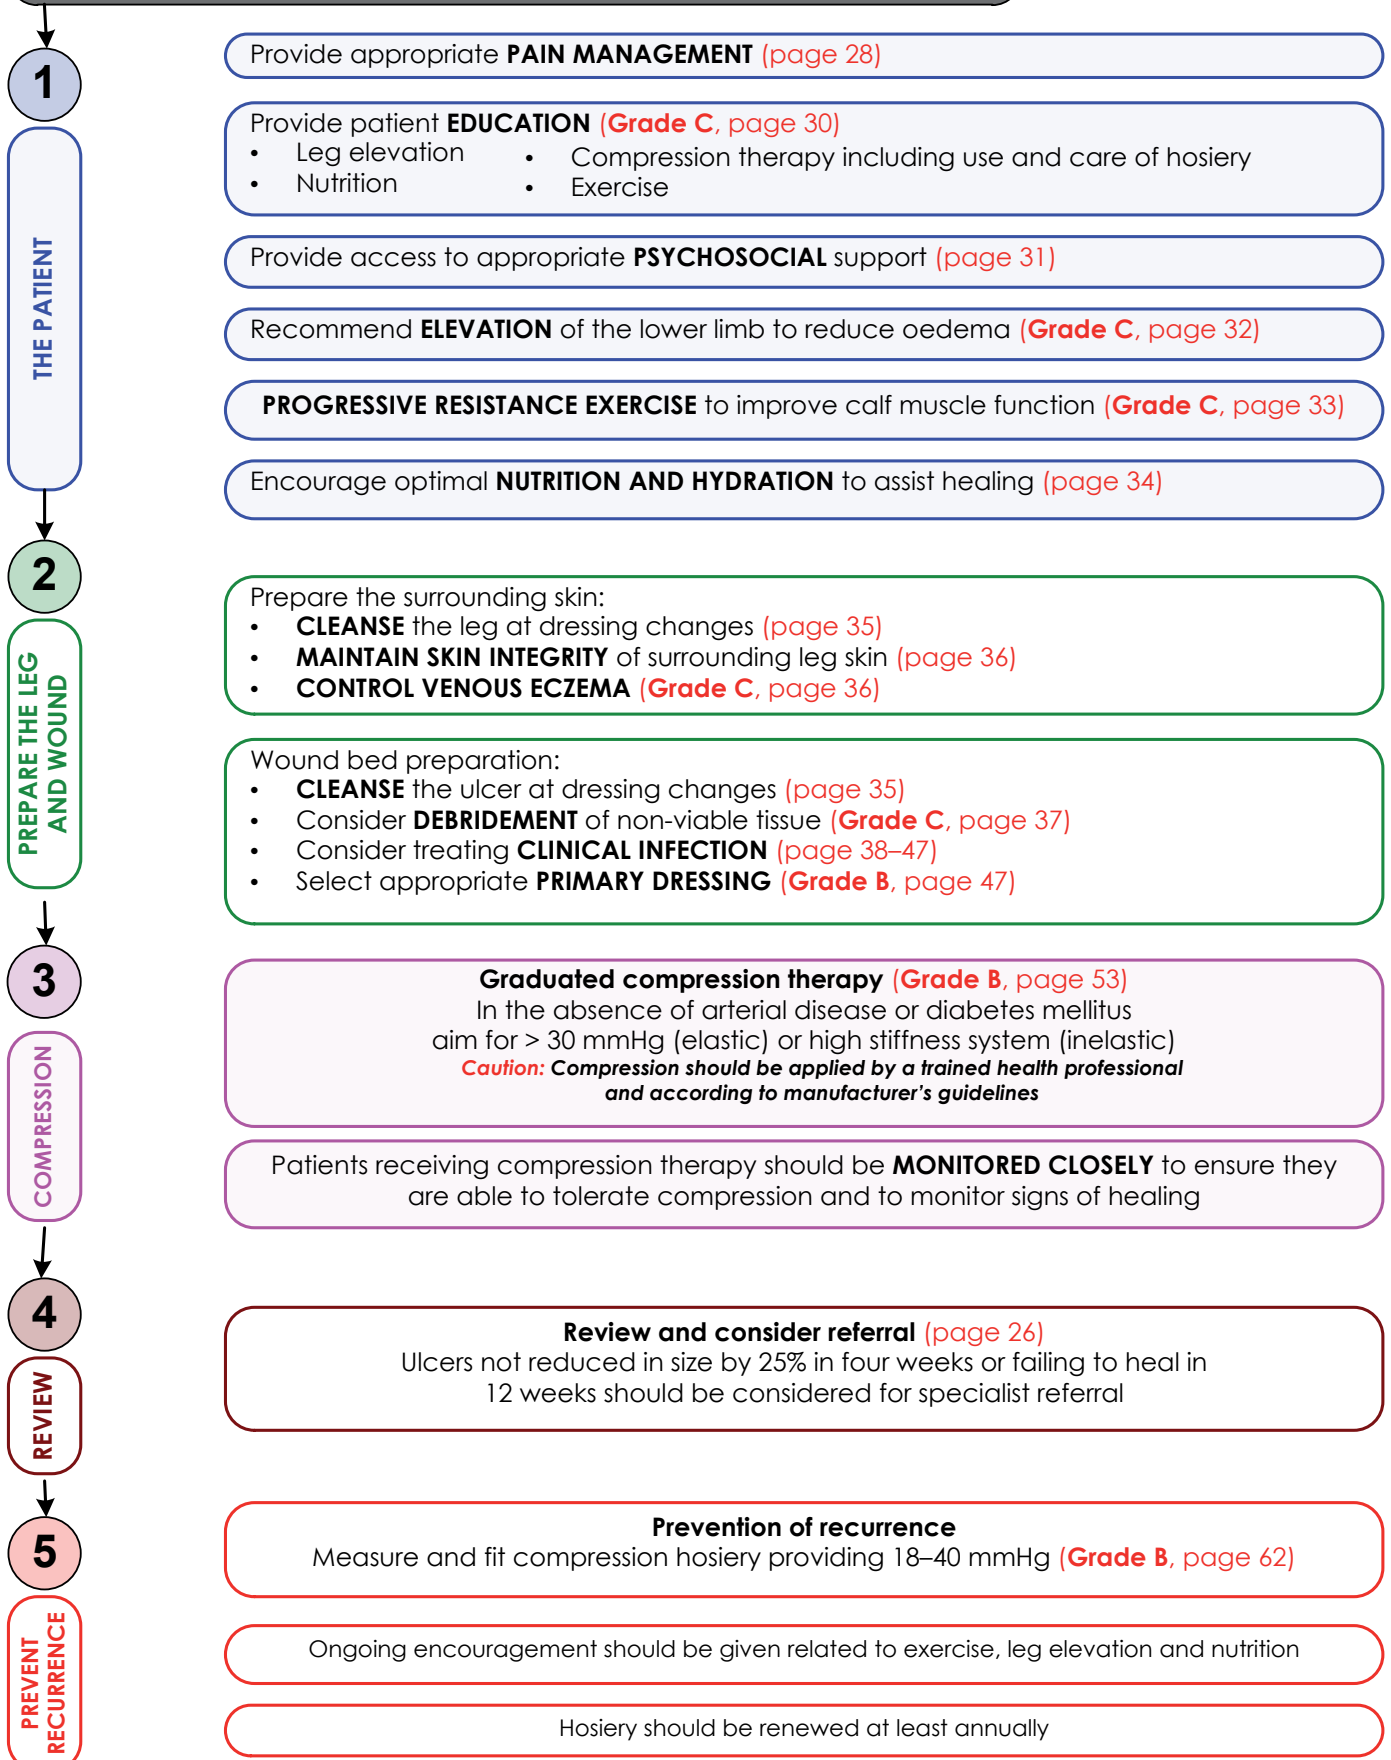 1
THE PATIENT
Provide appropriate PAIN MANAGEMENT (page 28)
Provide patient EDUCATION (Grade C, page 30)
• Leg elevation • Compression therapy including use and care of hosiery
• Nutrition • Exercise
Provide access to appropriate PSYCHOSOCIAL support (page 31)
Recommend ELEVATION of the lower limb to reduce oedema (Grade C, page 32)
PROGRESSIVE RESISTANCE EXERCISE to improve calf muscle function (Grade C, page 33)
Encourage optimal NUTRITION AND HYDRATION to assist healing (page 34)
2
PREPARE THE LEG
AND WOUND
Prepare the surrounding skin:
• CLEANSE the leg at dressing changes (page 35)
• MAINTAIN SKIN INTEGRITY of surrounding leg skin (page 36)
• CONTROL VENOUS ECZEMA (Grade C, page 36)
Wound bed preparation:
• CLEANSE the ulcer at dressing changes (page 35)
• Consider DEBRIDEMENT of non-viable tissue (Grade C, page 37)
• Consider treating CLINICAL INFECTION (page 38–47)
• Select appropriate PRIMARY DRESSING (Grade B, page 47)
3
COMPRESSION
Graduated compression therapy (Grade B, page 53)
In the absence of arterial disease or diabetes mellitus
aim for > 30 mmHg (elastic) or high stiffness system (inelastic)
Caution: Compression should be applied by a trained health professional
and according to manufacturer’s guidelines
Patients receiving compression therapy should be MONITORED CLOSELY to ensure they
are able to tolerate compression and to monitor signs of healing
4
REVIEW
Review and consider referral (page 26)
Ulcers not reduced in size by 25% in four weeks or failing to heal in
12 weeks should be considered for specialist referral
5
PREVENT
RECURRENCE
Prevention of recurrence
Measure and fit compression hosiery providing 18–40 mmHg (Grade B, page 62)
Ongoing encouragement should be given related to exercise, leg elevation and nutrition
Hosiery should be renewed at least annually